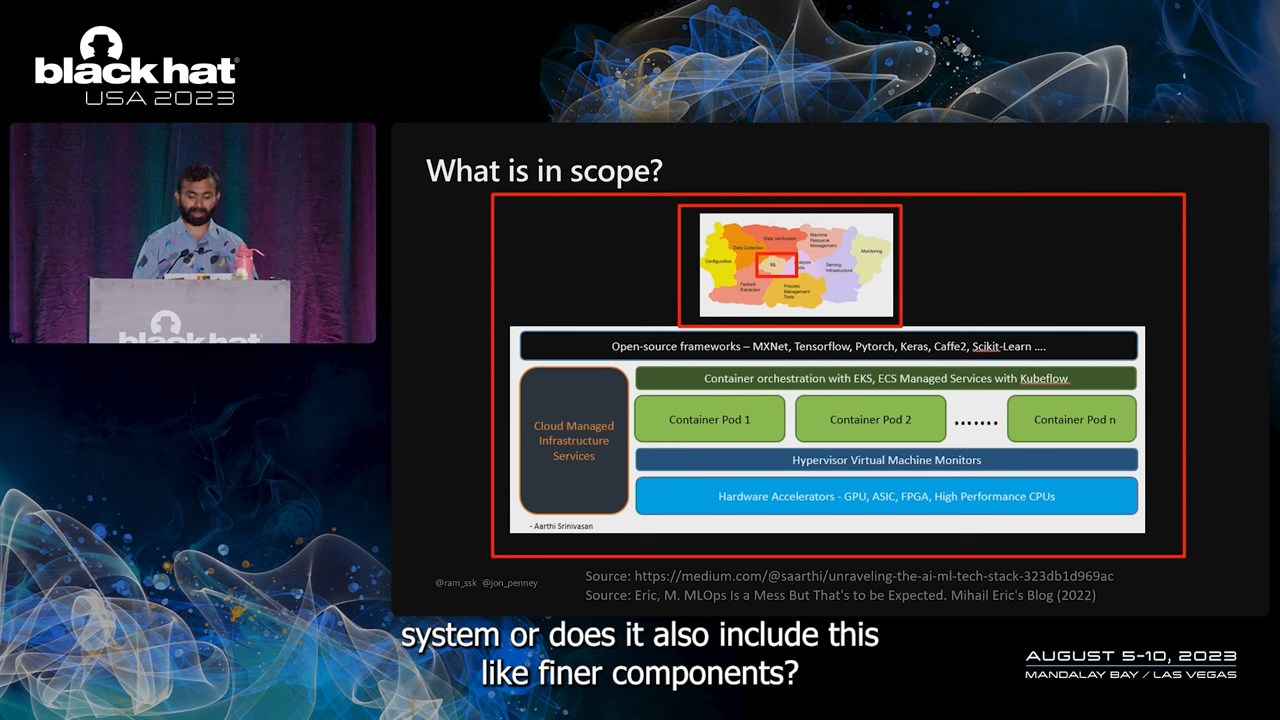 black hat®
USA 2023
What is in scope?
Configuration
Data Collection
Data Verification
Machine
Resource
Management
Monitoring
ML
Serving
Infrastructure
Feature
Extraction
Process
Management
Tools
Open-source frameworks – MXNet, Tensorflow, Pytorch, Keras, Caffe2, Scikit-Learn ....
Cloud Managed
Infrastructure
Services
Container orchestration with EKS, ECS Managed Services with Kubeflow
Container Pod 1
Container Pod 2
.......
Container Pod n
Hypervisor Virtual Machine Monitors
Hardware Accelerators - GPU, ASIC, FPGA, High Performance CPUs
- Aarthi Srinivasan
@ram_ssk @jon_penney
Source: https://medium.com/@saarthi/unraveling-the-ai-ml-tech-stack-323db1d969ac
Source: Eric, M. MLOps Is a Mess But That's to be Expected. Mihail Eric's Blog (2022)
black hat
system or does it also include this
like finer components?
AUGUST 5-10, 2023
MANDALAY BAY / LAS VEGAS